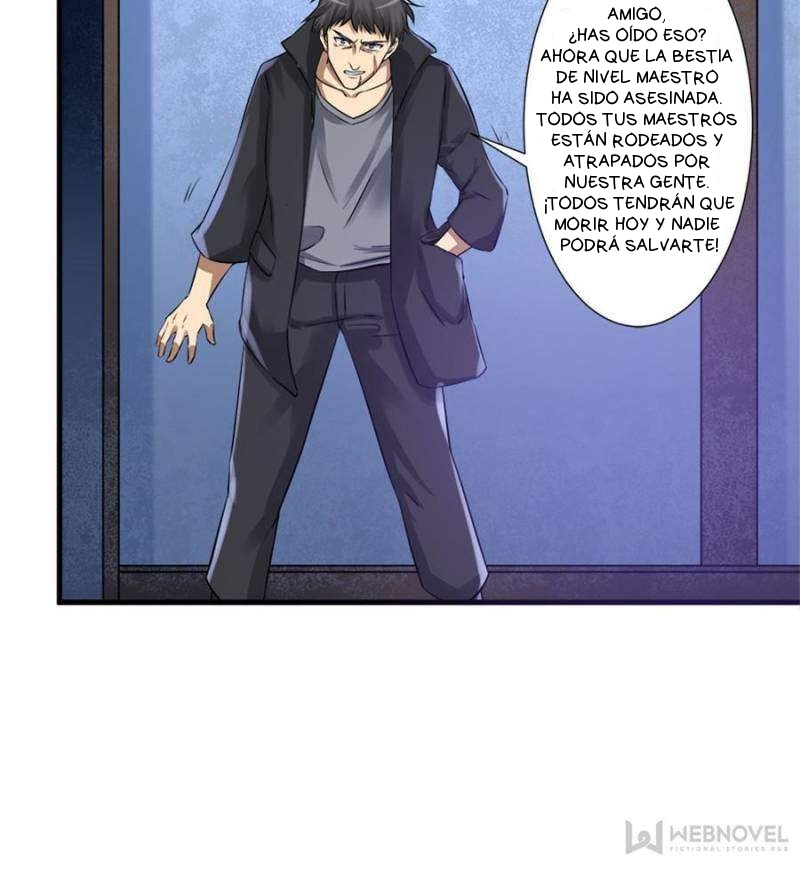 AMIGO,
¿HAS OÍDO ESO?
AHORA QUE LA BESTIA
DE NIVEL MAESTRO
HA SIDO ASESINADA.
TODOS TUS MAESTROS
ESTÁN RODEADOS Y
ATRAPADOS POR
NUESTRA GENTE.
¡TODOS TENDRÁN QUE
MORIR HOY Y NADIE
PODRÁ SALVARTE!
WEBNOVEL
FICTIONAL STORIES HUB